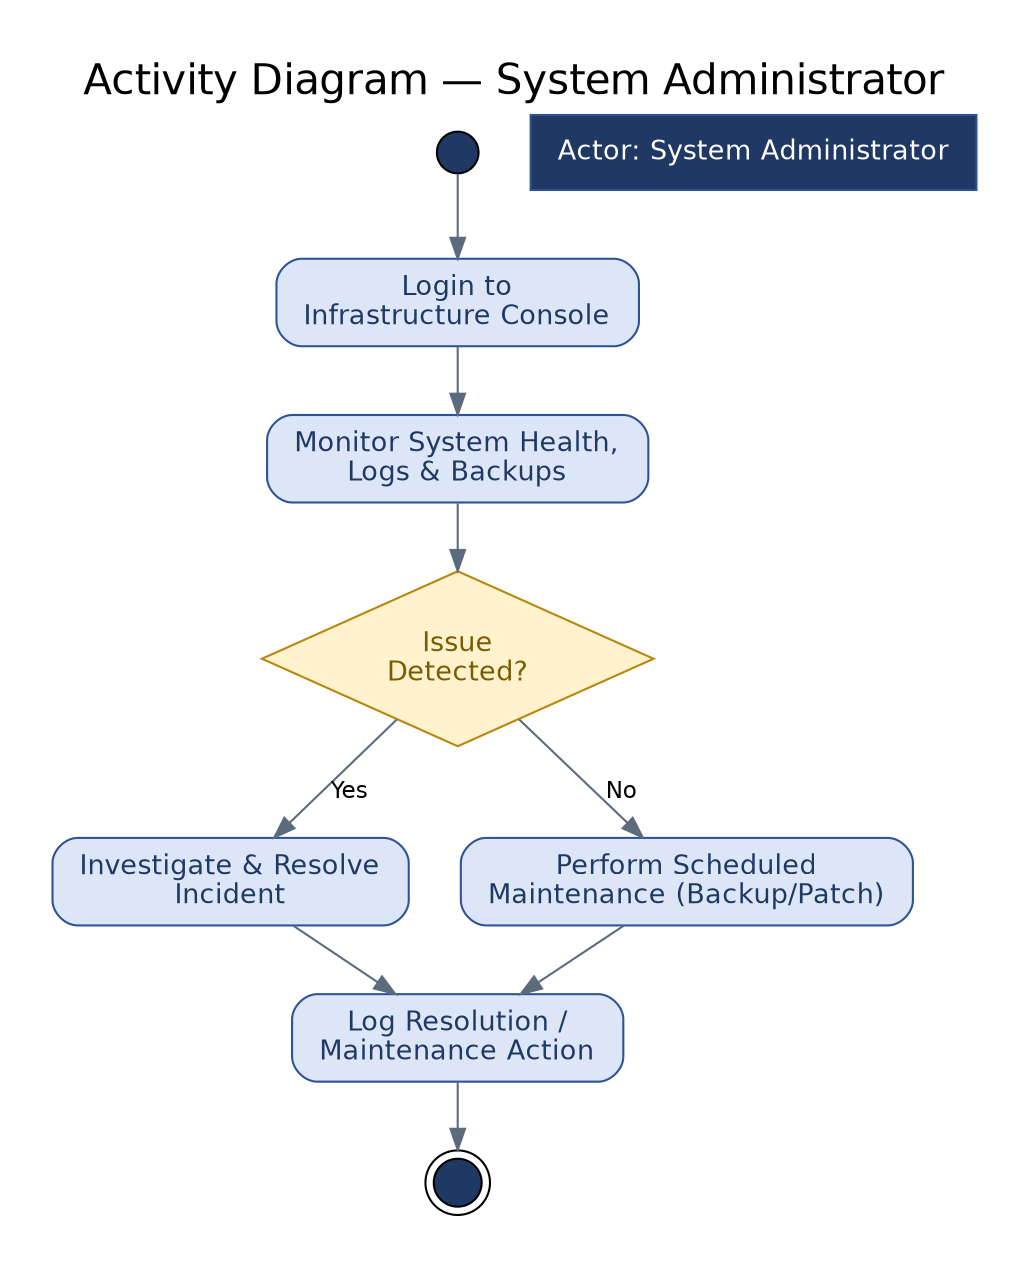 Activity Diagram — System Administrator
Actor: System Administrator
Login to
Infrastructure Console
Monitor System Health,
Logs & Backups
Issue
Detected?
Yes
No
Investigate & Resolve
Incident
Perform Scheduled
Maintenance (Backup/Patch)
Log Resolution /
Maintenance Action